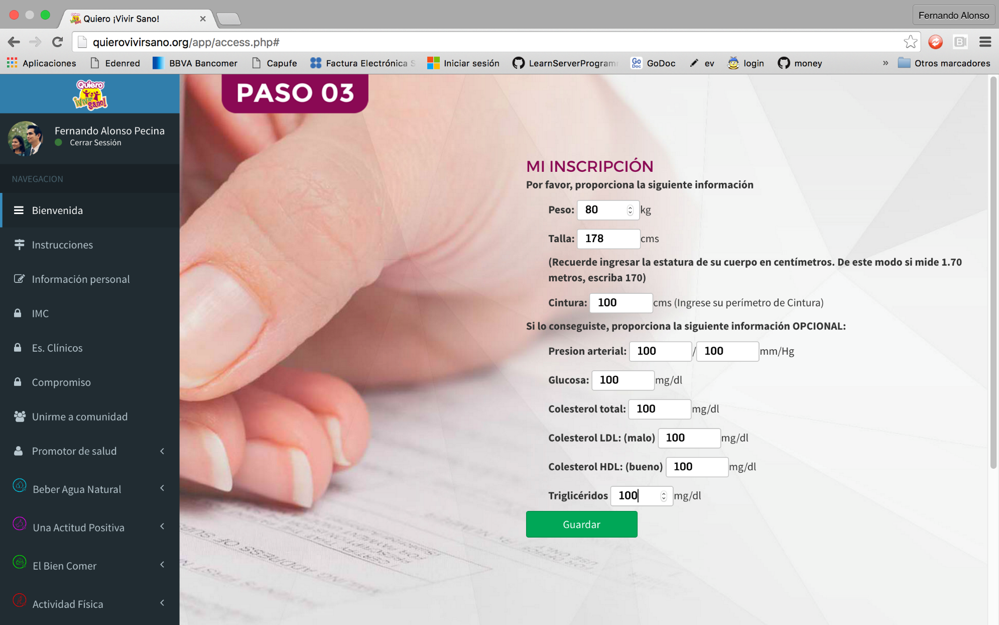 Quiero ¡Vivir Sano!
Fernando Alonso
quierovivirsano.org/app/access.php#
Aplicaciones
Edenred
BBVA Bancomer
Capufe
Factura Electrónica S
Iniciar sesión
LearnServerProgram
Go Doc GoDoc
ev
login
money
»
Otros marcadores
Quiero ¡Vivir Sano!
Fernando Alonso Pecina
Cerrar Sessión
NAVEGACION
Bienvenida
Instrucciones
Información personal
IMC
Es. Clínicos
Compromiso
Unirme a comunidad
Promotor de salud
Beber Agua Natural
Una Actitud Positiva
El Bien Comer
Actividad Física
PASO 03
MI INSCRIPCIÓN
Por favor, proporciona la siguiente información
Peso: 80 kg
Talla: 178 cms
(Recuerde ingresar la estatura de su cuerpo en centímetros. De este modo si mide 1.70
metros, escriba 170)
Cintura: 100 cms (Ingrese su perímetro de Cintura)
Si lo conseguiste, proporciona la siguiente información OPCIONAL:
Presion arterial: 100 / 100 mm/Hg
Glucosa: 100 mg/dl
Colesterol total: 100 mg/dl
Colesterol LDL: (malo) 100 mg/dl
Colesterol HDL: (bueno) 100 mg/dl
Triglicéridos 100 mg/dl
Guardar